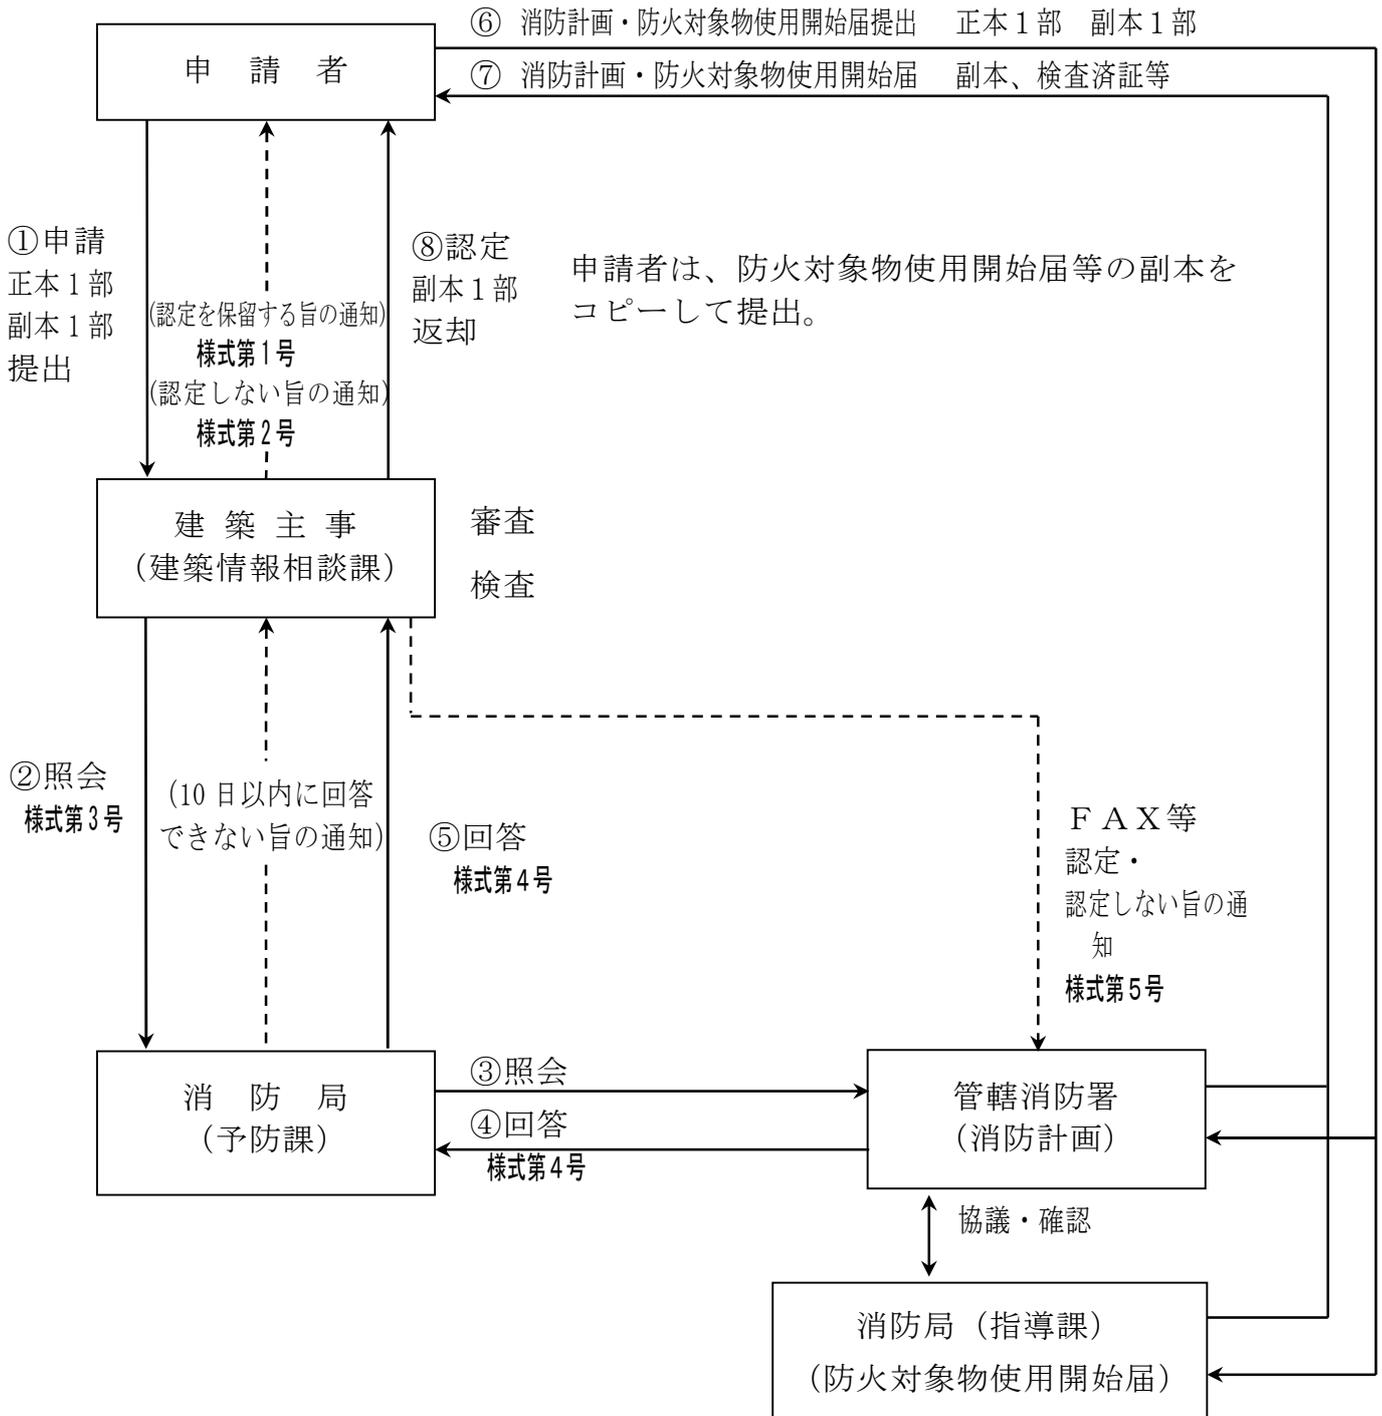 ⑥ 消防計画・防火対象物使用開始届提出 正本1部 副本1部
申 請 者
⑦ 消防計画・防火対象物使用開始届 副本、検査済証等
①申請
正本1部
副本1部
提出
(認定を保留する旨の通知)
様式第1号
(認定しない旨の通知)
様式第2号
⑧認定
副本1部
返却
申請者は、防火対象物使用開始届等の副本を
コピーして提出。
建 築 主 事
(建築情報相談課)
審査
検査
②照会
様式第3号
(10日以内に回答
できない旨の通知)
⑤回答
様式第4号
FAX等
認定・
認定しない旨の通
知
様式第5号
消 防 局
(予防課)
③照会
④回答
様式第4号
管轄消防署
(消防計画)
協議・確認
消防局(指導課)
(防火対象物使用開始届)